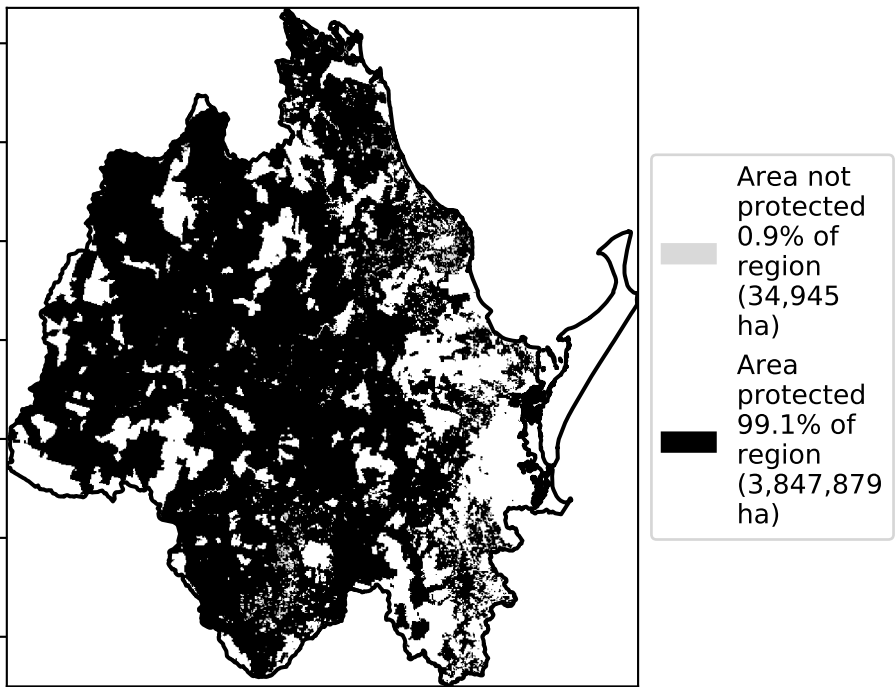 Area not
protected
0.9% of
region
(34,945
ha)
Area
protected
99.1% of
region
(3,847,879
ha)